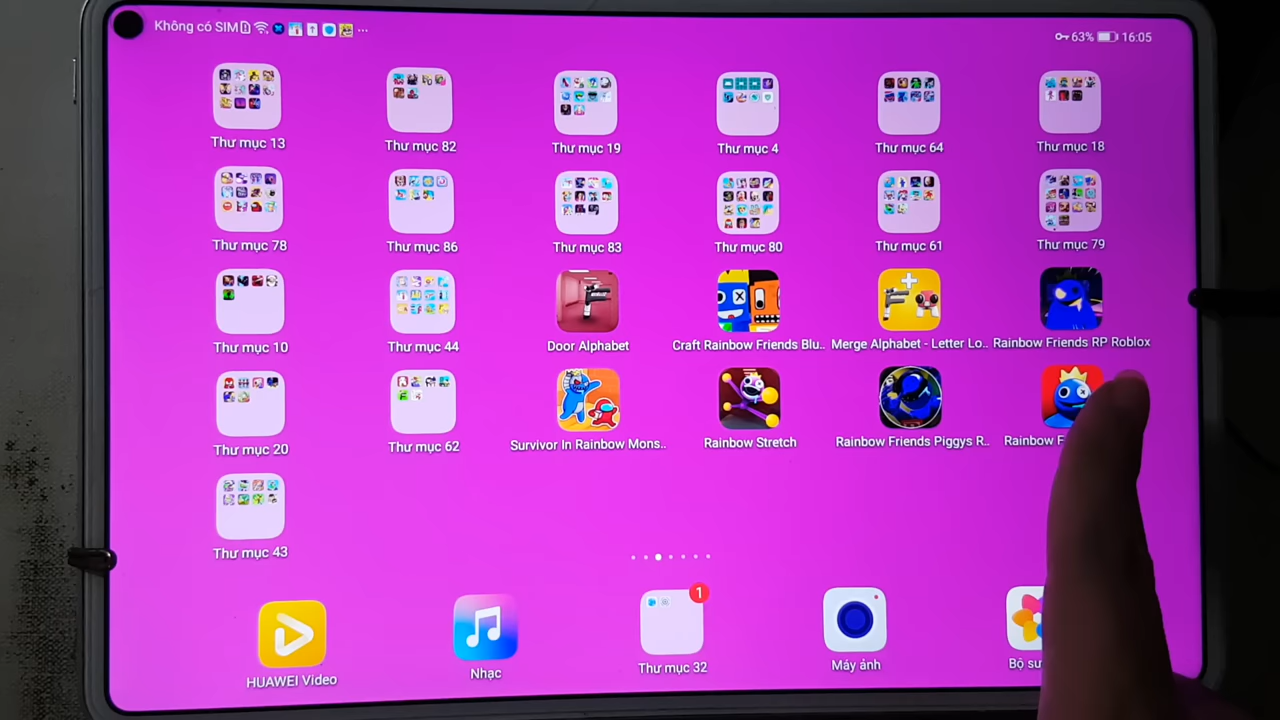 Không có SIM
63% 16:05
Thư mục 13
Thư mục 82
Thư mục 19
Thư mục 4
Thư mục 64
Thư mục 18
Thư mục 78
Thư mục 86
Thư mục 83
Thư mục 80
Thư mục 61
Thư mục 79
Thư mục 10
Thư mục 44
Door Alphabet
Craft Rainbow Friends Blu..
Merge Alphabet - Letter Lo..
Rainbow Friends RP Roblox
Thư mục 20
Thư mục 62
Survivor In Rainbow Mons..
Rainbow Stretch
Rainbow Friends Piggys R..
Rainbow
Thư mục 43
1
HUAWEI Video
Nhạc
Thư mục 32
Máy ảnh
Bộ